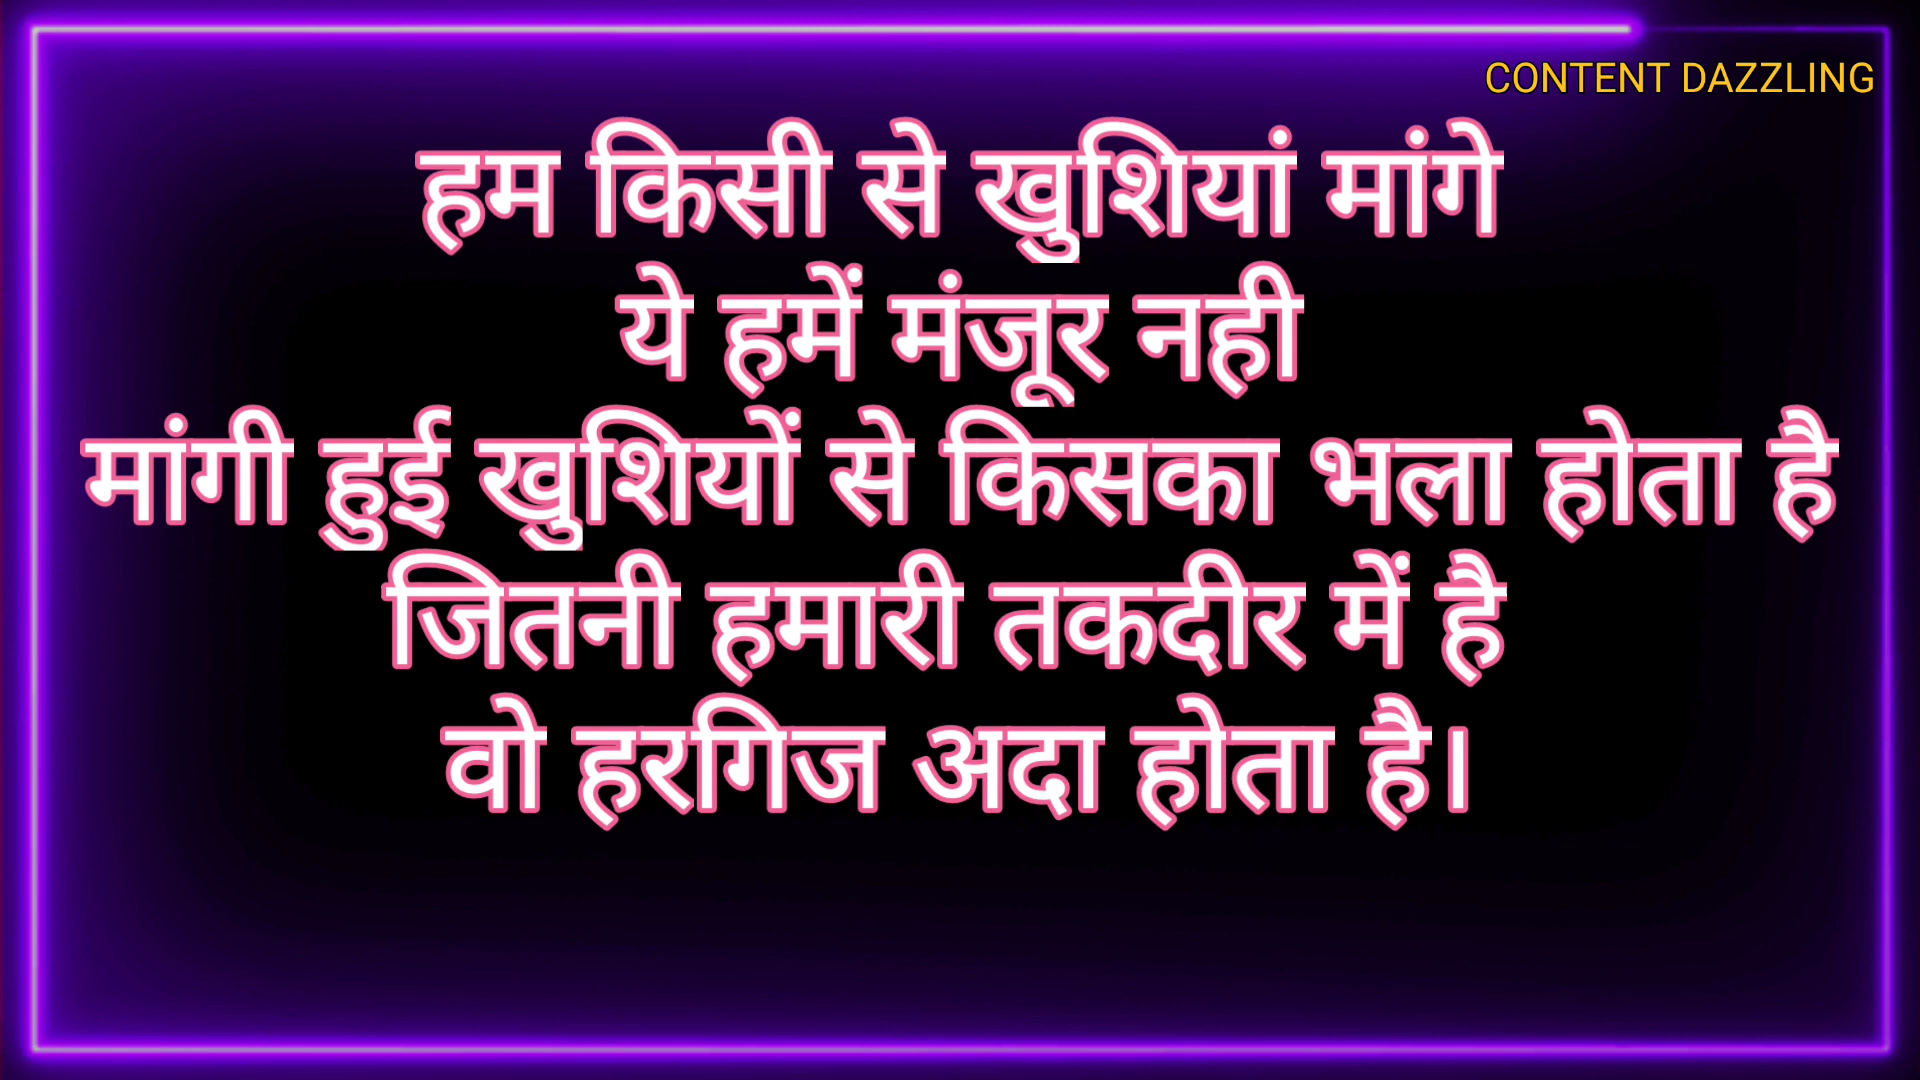 CONTENT DAZZLING
हम किसी से खुशियां मांगे
ये हमें मंजूर नही
मांगी हुई खुशियों से किसका भला होता है
जितनी हमारी तकदीर में है
वो हरगिज अदा होता है।